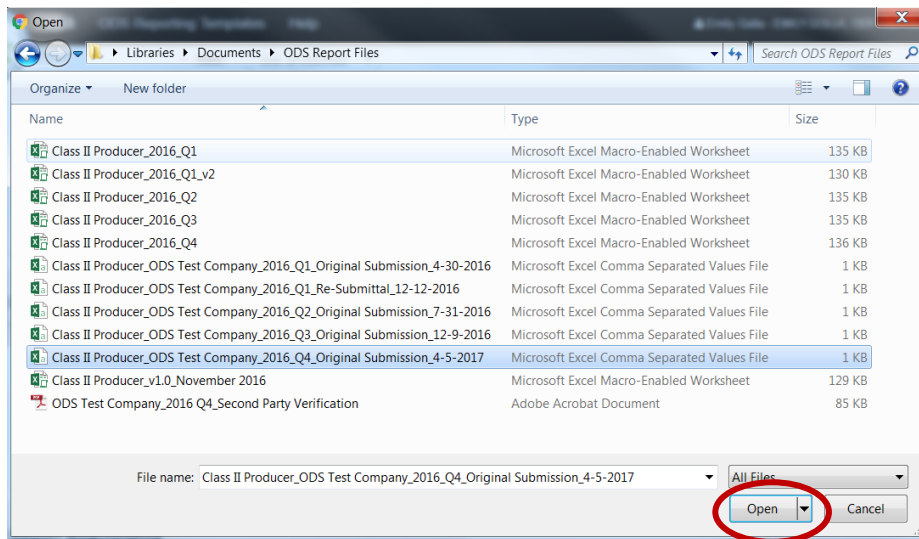 Open
ODS Reporting Templates Help
Libraries Documents ODS Report Files Search ODS Report Files
Organize New folder
Name Type Size
Class II Producer_2016_Q1 Microsoft Excel Macro-Enabled Worksheet 135 KB
Class II Producer_2016_Q1_v2 Microsoft Excel Macro-Enabled Worksheet 130 KB
Class II Producer_2016_Q2 Microsoft Excel Macro-Enabled Worksheet 135 KB
Class II Producer_2016_Q3 Microsoft Excel Macro-Enabled Worksheet 135 KB
Class II Producer_2016_Q4 Microsoft Excel Macro-Enabled Worksheet 136 KB
Class II Producer_ODS Test Company_2016_Q1_Original Submission_4-30-2016 Microsoft Excel Comma Separated Values File 1 KB
Class II Producer_ODS Test Company_2016_Q1_Re-Submittal_12-12-2016 Microsoft Excel Comma Separated Values File 1 KB
Class II Producer_ODS Test Company_2016_Q2_Original Submission_7-31-2016 Microsoft Excel Comma Separated Values File 1 KB
Class II Producer_ODS Test Company_2016_Q3_Original Submission_12-9-2016 Microsoft Excel Comma Separated Values File 1 KB
Class II Producer_ODS Test Company_2016_Q4_Original Submission_4-5-2017 Microsoft Excel Comma Separated Values File 1 KB
Class II Producer_v1.0_November 2016 Microsoft Excel Macro-Enabled Worksheet 129 KB
ODS Test Company_2016 Q4_Second Party Verification Adobe Acrobat Document 85 KB
File name: Class II Producer_ODS Test Company_2016_Q4_Original Submission_4-5-2017 All Files
Open Cancel